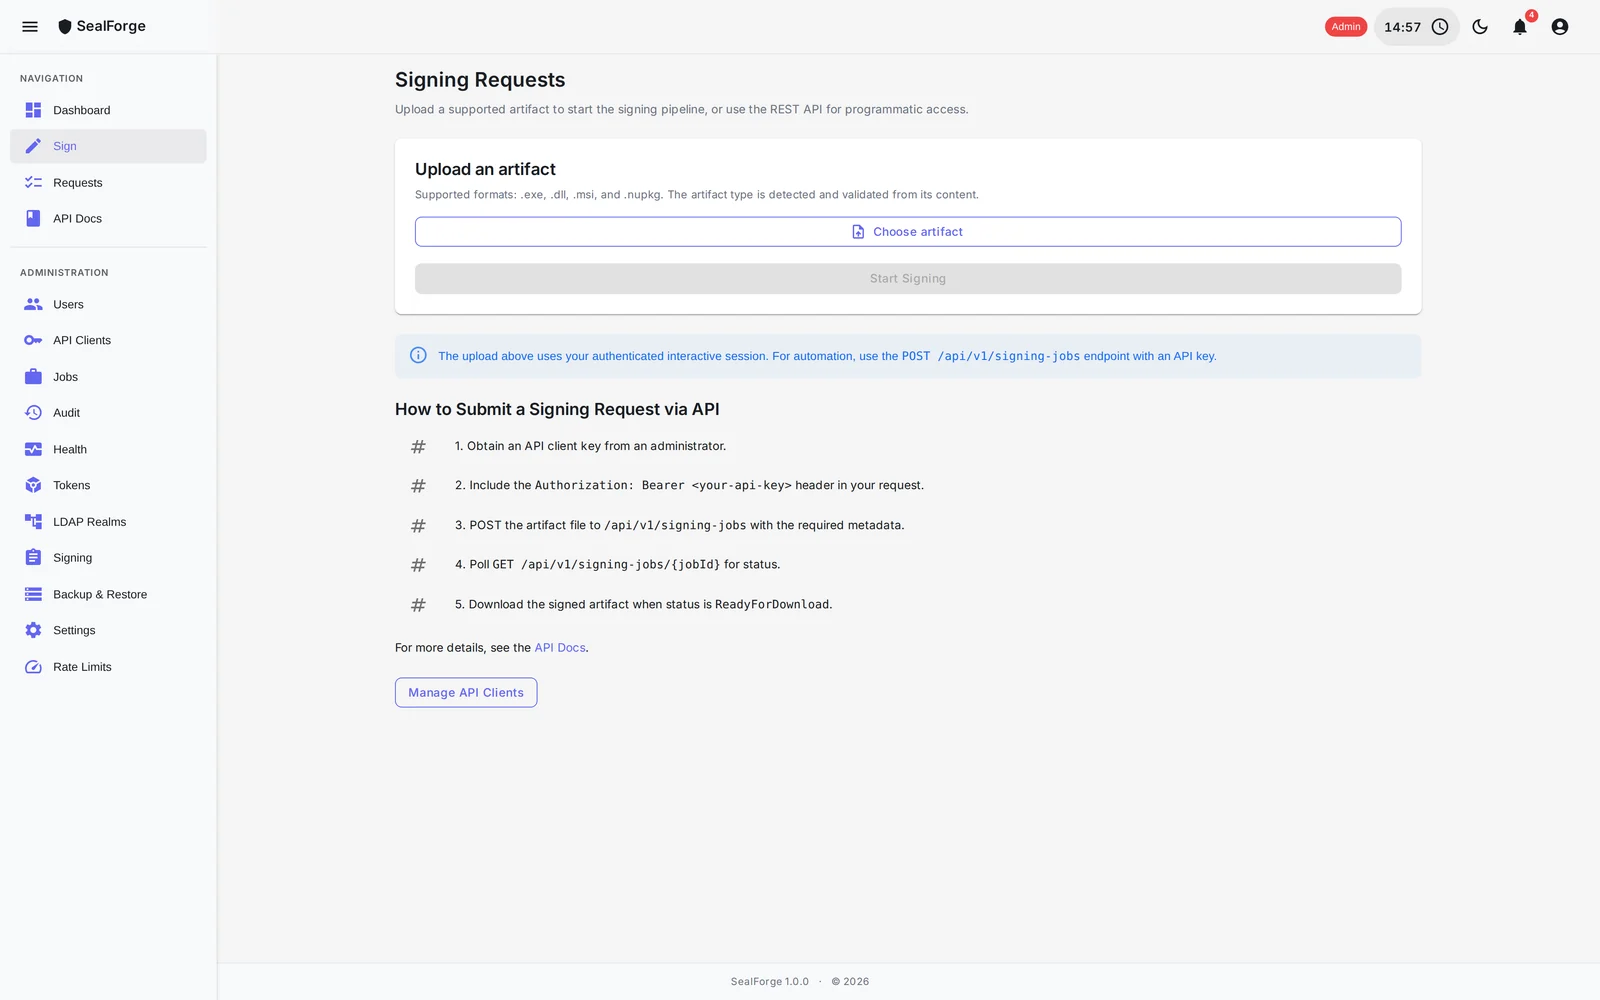 SealForge
Admin
14:57
4
NAVIGATION
Dashboard
Sign
Requests
API Docs
ADMINISTRATION
Users
API Clients
Jobs
Audit
Health
Tokens
LDAP Realms
Signing
Backup & Restore
Settings
Rate Limits
Signing Requests
Upload a supported artifact to start the signing pipeline, or use the REST API for programmatic access.
Upload an artifact
Supported formats: .exe, .dll, .msi, and .nupkg. The artifact type is detected and validated from its content.
Choose artifact
Start Signing
The upload above uses your authenticated interactive session. For automation, use the POST /api/v1/signing-jobs endpoint with an API key.
How to Submit a Signing Request via API
# 1. Obtain an API client key from an administrator.
# 2. Include the Authorization: Bearer <your-api-key> header in your request.
# 3. POST the artifact file to /api/v1/signing-jobs with the required metadata.
# 4. Poll GET /api/v1/signing-jobs/{jobId} for status.
# 5. Download the signed artifact when status is ReadyForDownload.
For more details, see the API Docs.
Manage API Clients
SealForge 1.0.0 · © 2026